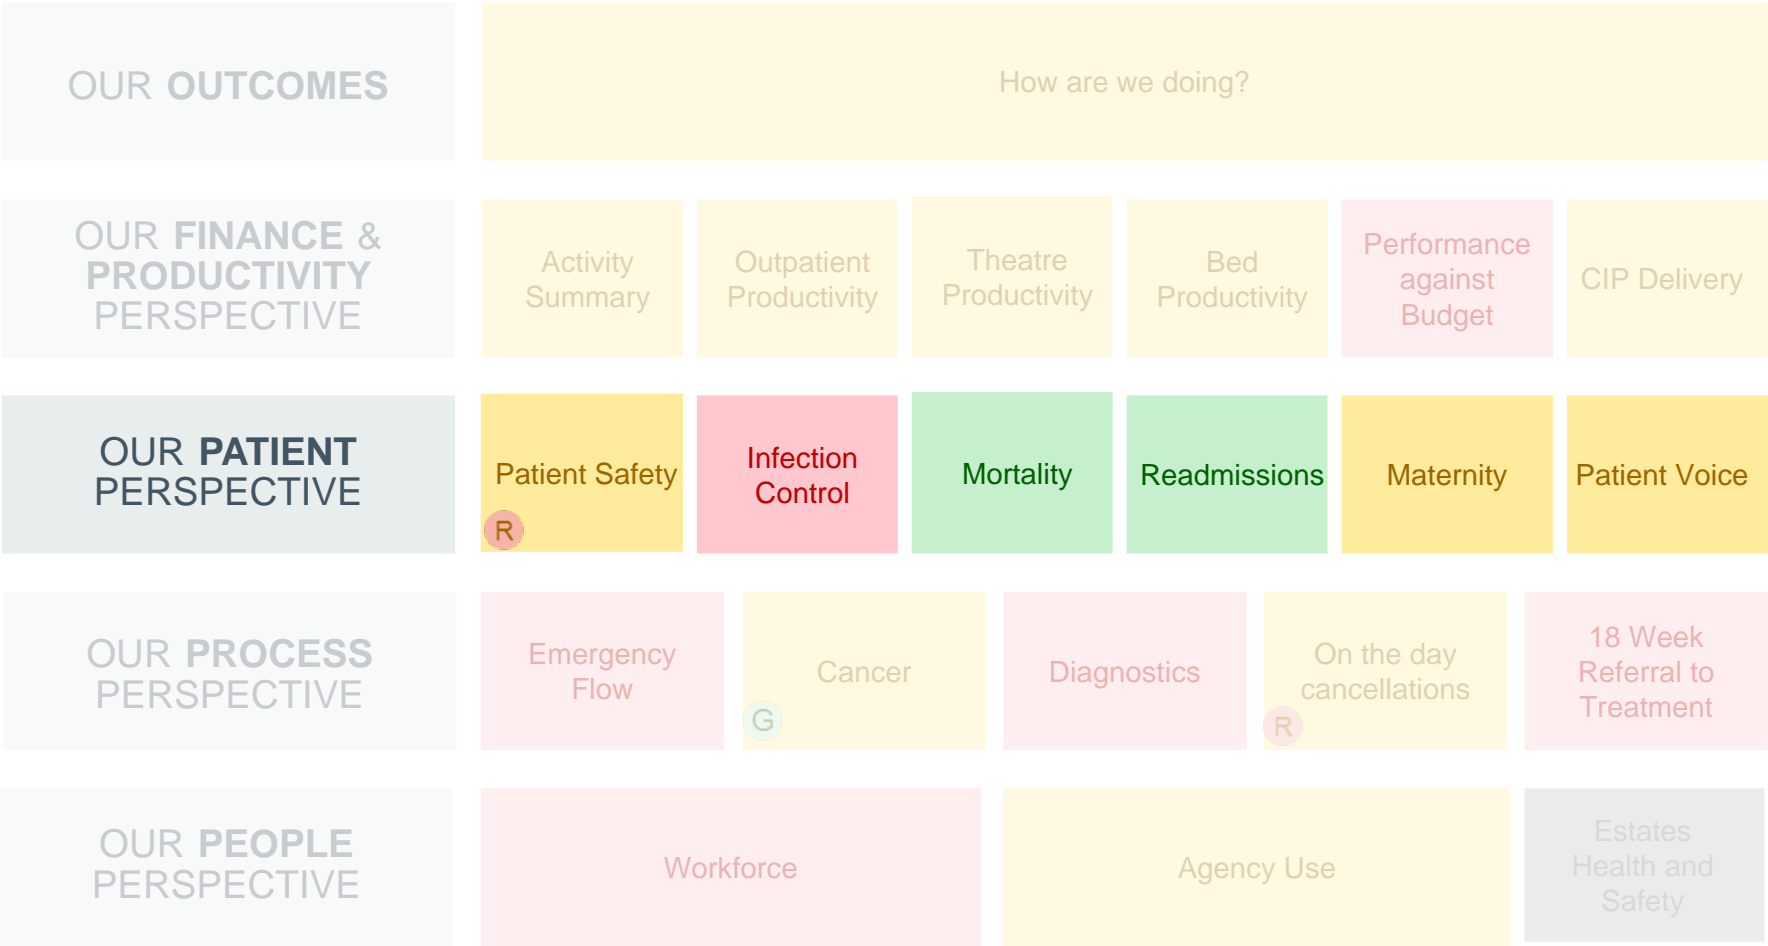 OUR OUTCOMES
How are we doing?
OUR FINANCE &
PRODUCTIVITY
PERSPECTIVE
Activity
Summary
Outpatient
Productivity
Theatre
Productivity
Bed
Productivity
Performance
against
Budget
CIP Delivery
OUR PATIENT
PERSPECTIVE
Patient Safety
R
Infection
Control
Mortality
Readmissions
Maternity
Patient Voice
OUR PROCESS
PERSPECTIVE
Emergency
Flow
Cancer
G
Diagnostics
On the day
cancellations
R
18 Week
Referral to
Treatment
OUR PEOPLE
PERSPECTIVE
Workforce
Agency Use
Estates
Health and
Safety